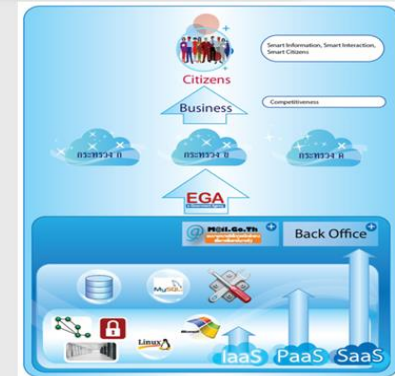 Smart Information, Smart Interaction,
Smart Citizens
Citizens
Business
Competitiveness
กระทรวง ก
กระทรวง ข
กระทรวง ค
EGA
M@il.Go.Th
Back Office
MySQL
Linux
IaaS PaaS SaaS